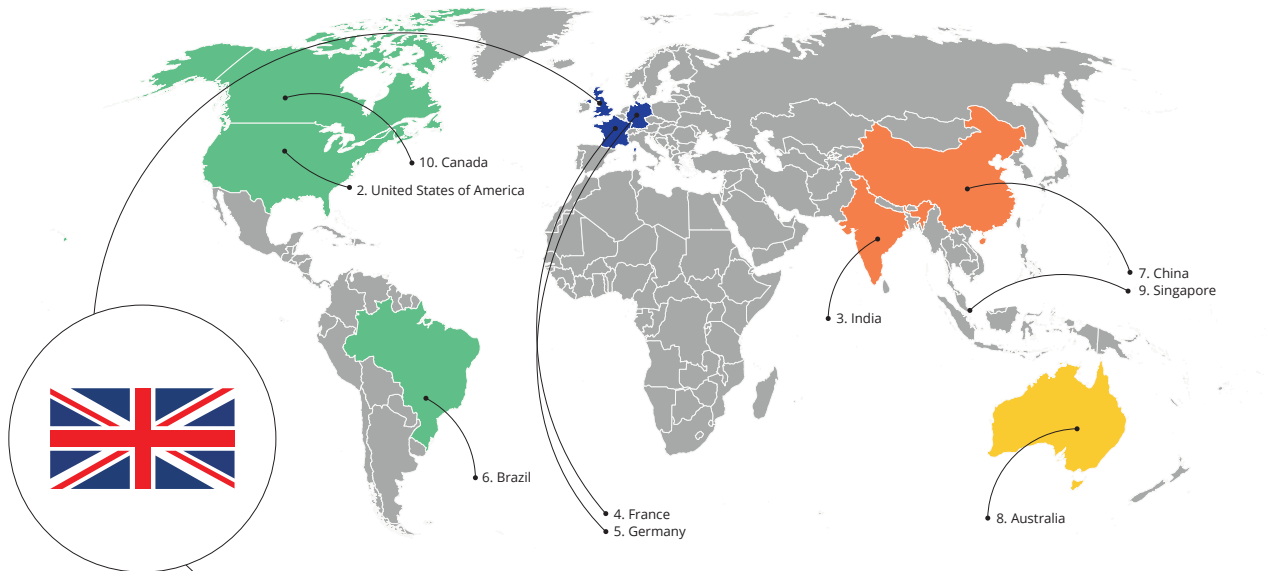 10. Canada
2. United States of America
7. China
9. Singapore
3. India
6. Brazil
4. France
5. Germany
8. Australia